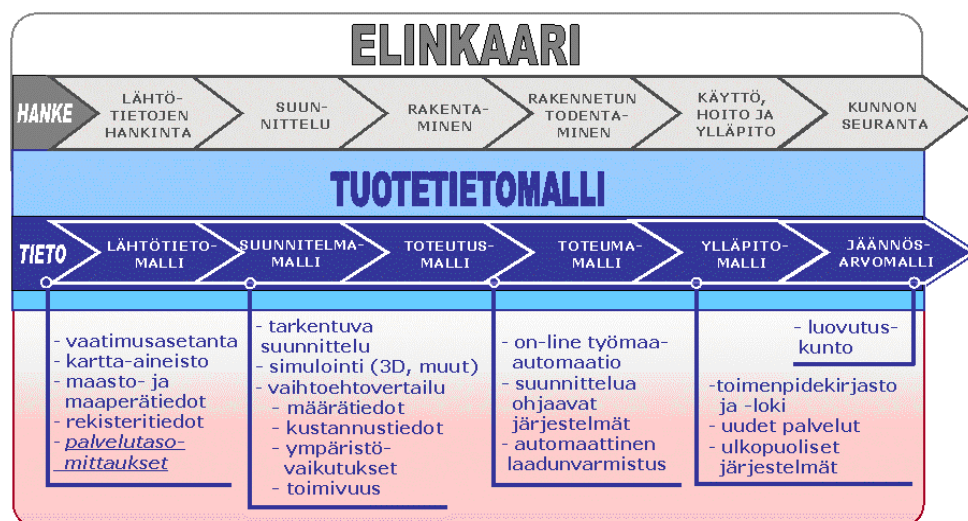 ELINKAARI
HANKE
LÄHTÖ-
TIETOJEN
HANKINTA
SUUN-
NITTELU
RAKENTA-
MINEN
RAKENNETUN
TODENTA-
MINEN
KÄYTTÖ,
HOITO JA
YLLÄPITO
KUNNON
SEURANTA
TUOTETIETOMALLI
TIETO
LÄHTÖTIETO-
MALLI
SUUNNITELMA-
MALLI
TOTEUTUS-
MALLI
TOTEUMA-
MALLI
YLLÄPITO-
MALLI
JÄÄNNÖS-
ARVOMALLI
- vaatimusasetanta
- kartta-aineisto
- maasto- ja
maaperätiedot
- rekisteritiedot
- palvelutaso-
mittaukset
- tarkentuva
suunnittelu
- simulointi (3D, muut)
- vaihtoehtovertailu
- määrätiedot
- kustannustiedot
- ympäristö-
vaikutukset
- toimivuus
- on-line työmaa-
automaatio
- suunnittelua
ohjaavat
järjestelmät
- automaattinen
laadunvarmistus
- luovutus-
kunto
-toimenpidekirjasto
ja -loki
- uudet palvelut
- ulkopuoliset
järjestelmät